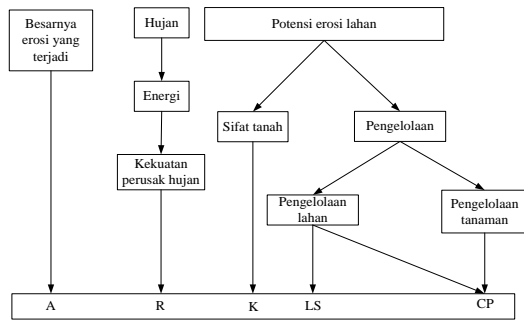 Besarnya
erosi yang
terjadi
Hujan
Potensi erosi lahan
Energi
Sifat tanah
Pengelolaan
Kekuatan
perusak hujan
Pengelolaan
lahan
Pengelolaan
tanaman
A R K LS CP